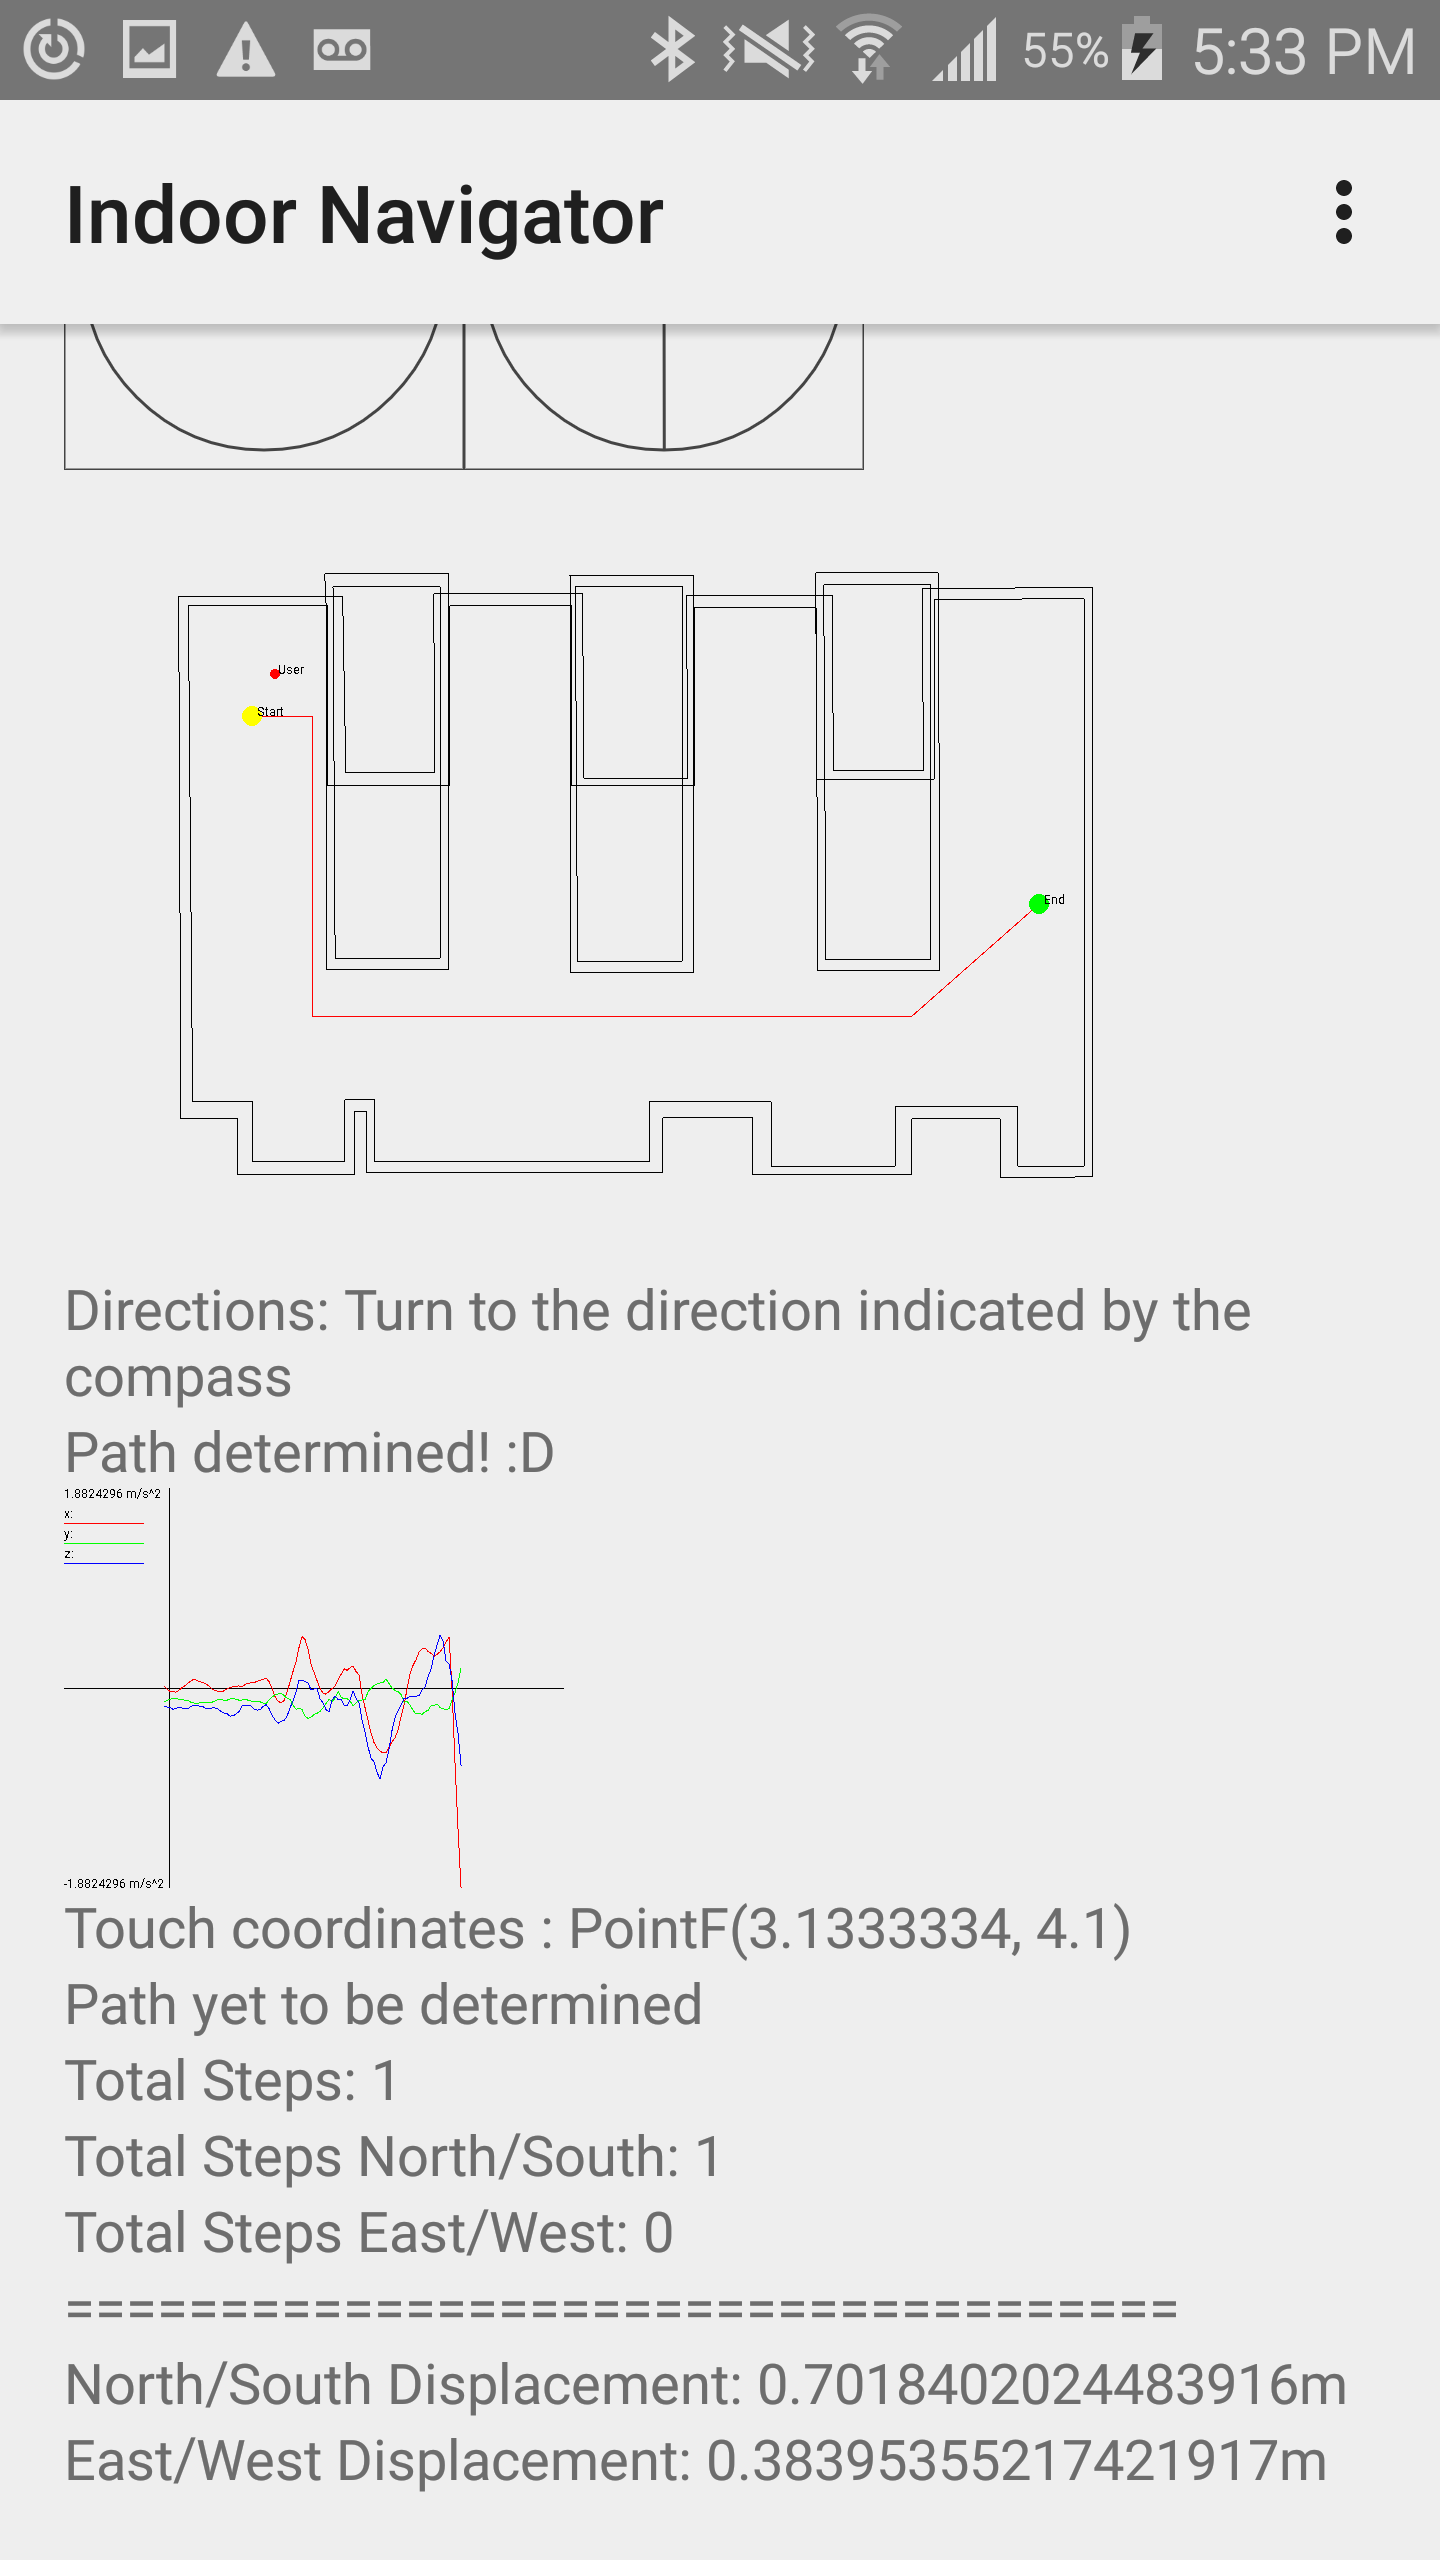 55% 5:33 PM
Indoor Navigator
User
Start
End
Directions: Turn to the direction indicated by the
compass
Path determined! :D
1.8824296 m/s^2
x:
y:
z:
-1.8824296 m/s^2
Touch coordinates : PointF(3.1333334, 4.1)
Path yet to be determined
Total Steps: 1
Total Steps North/South: 1
Total Steps East/West: 0
====================================
North/South Displacement: 0.7018402024483916m
East/West Displacement: 0.38395355217421917m